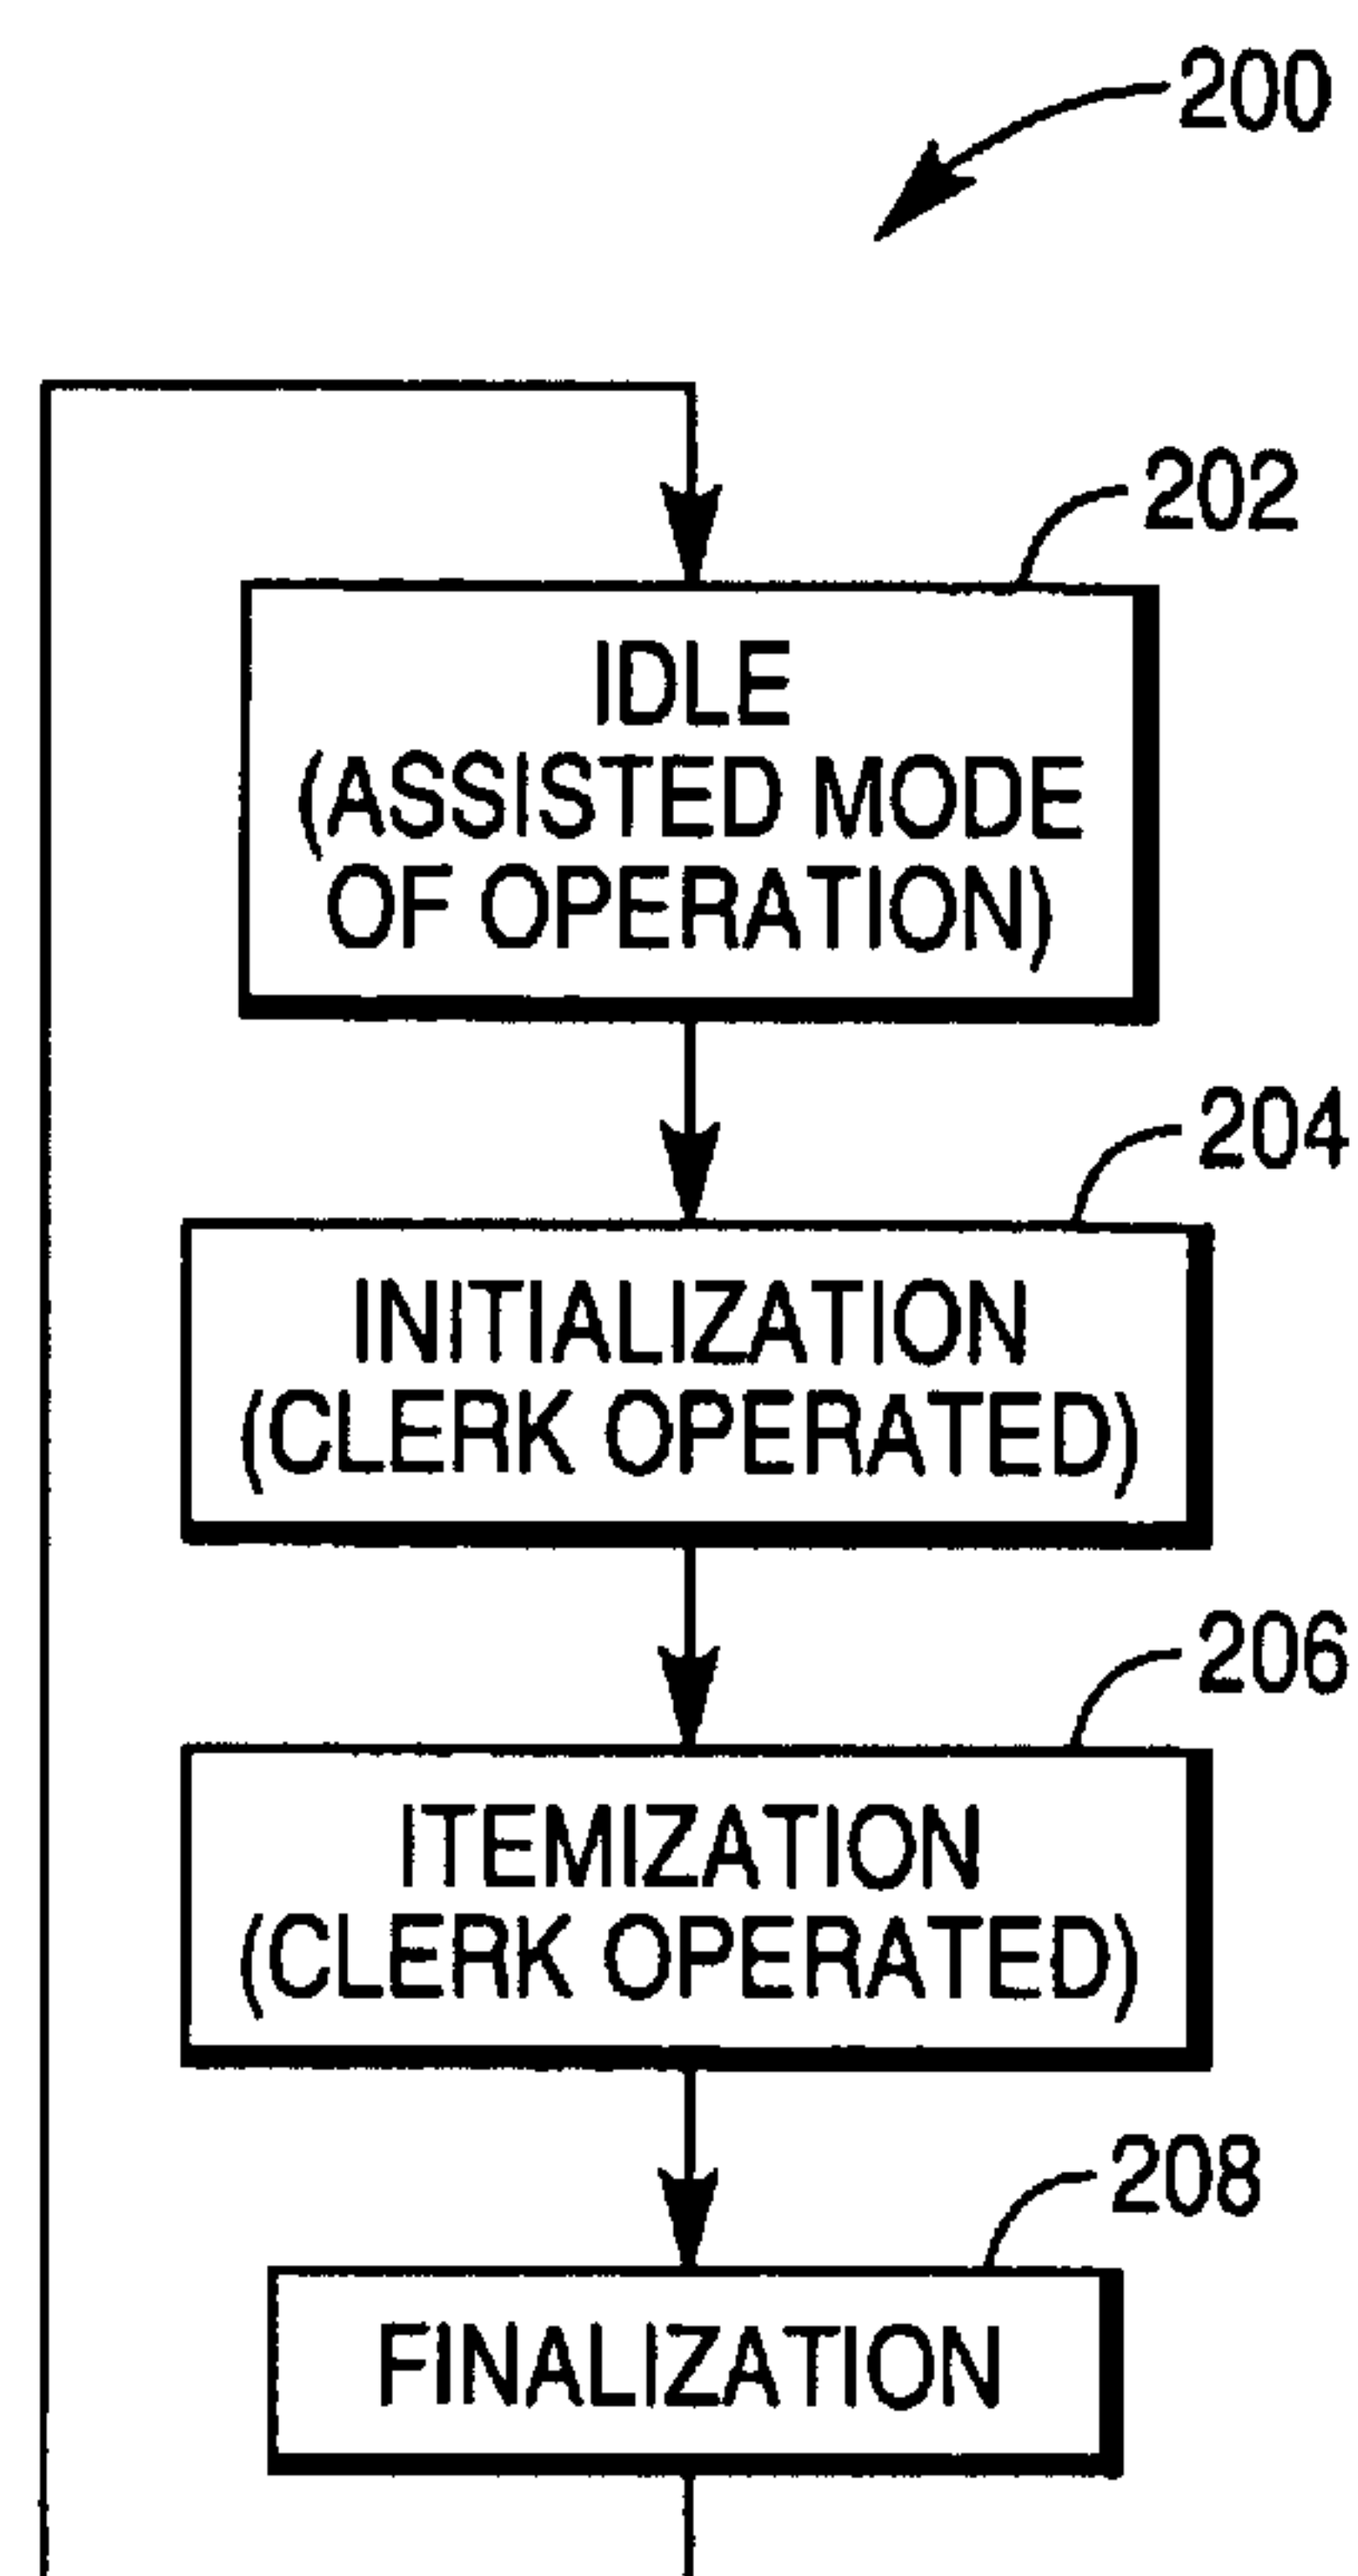 200
202
IDLE
(ASSISTED MODE
OF OPERATION)
204
INITIALIZATION
(CLERK OPERATED)
206
ITEMIZATION
(CLERK OPERATED)
208
FINALIZATION